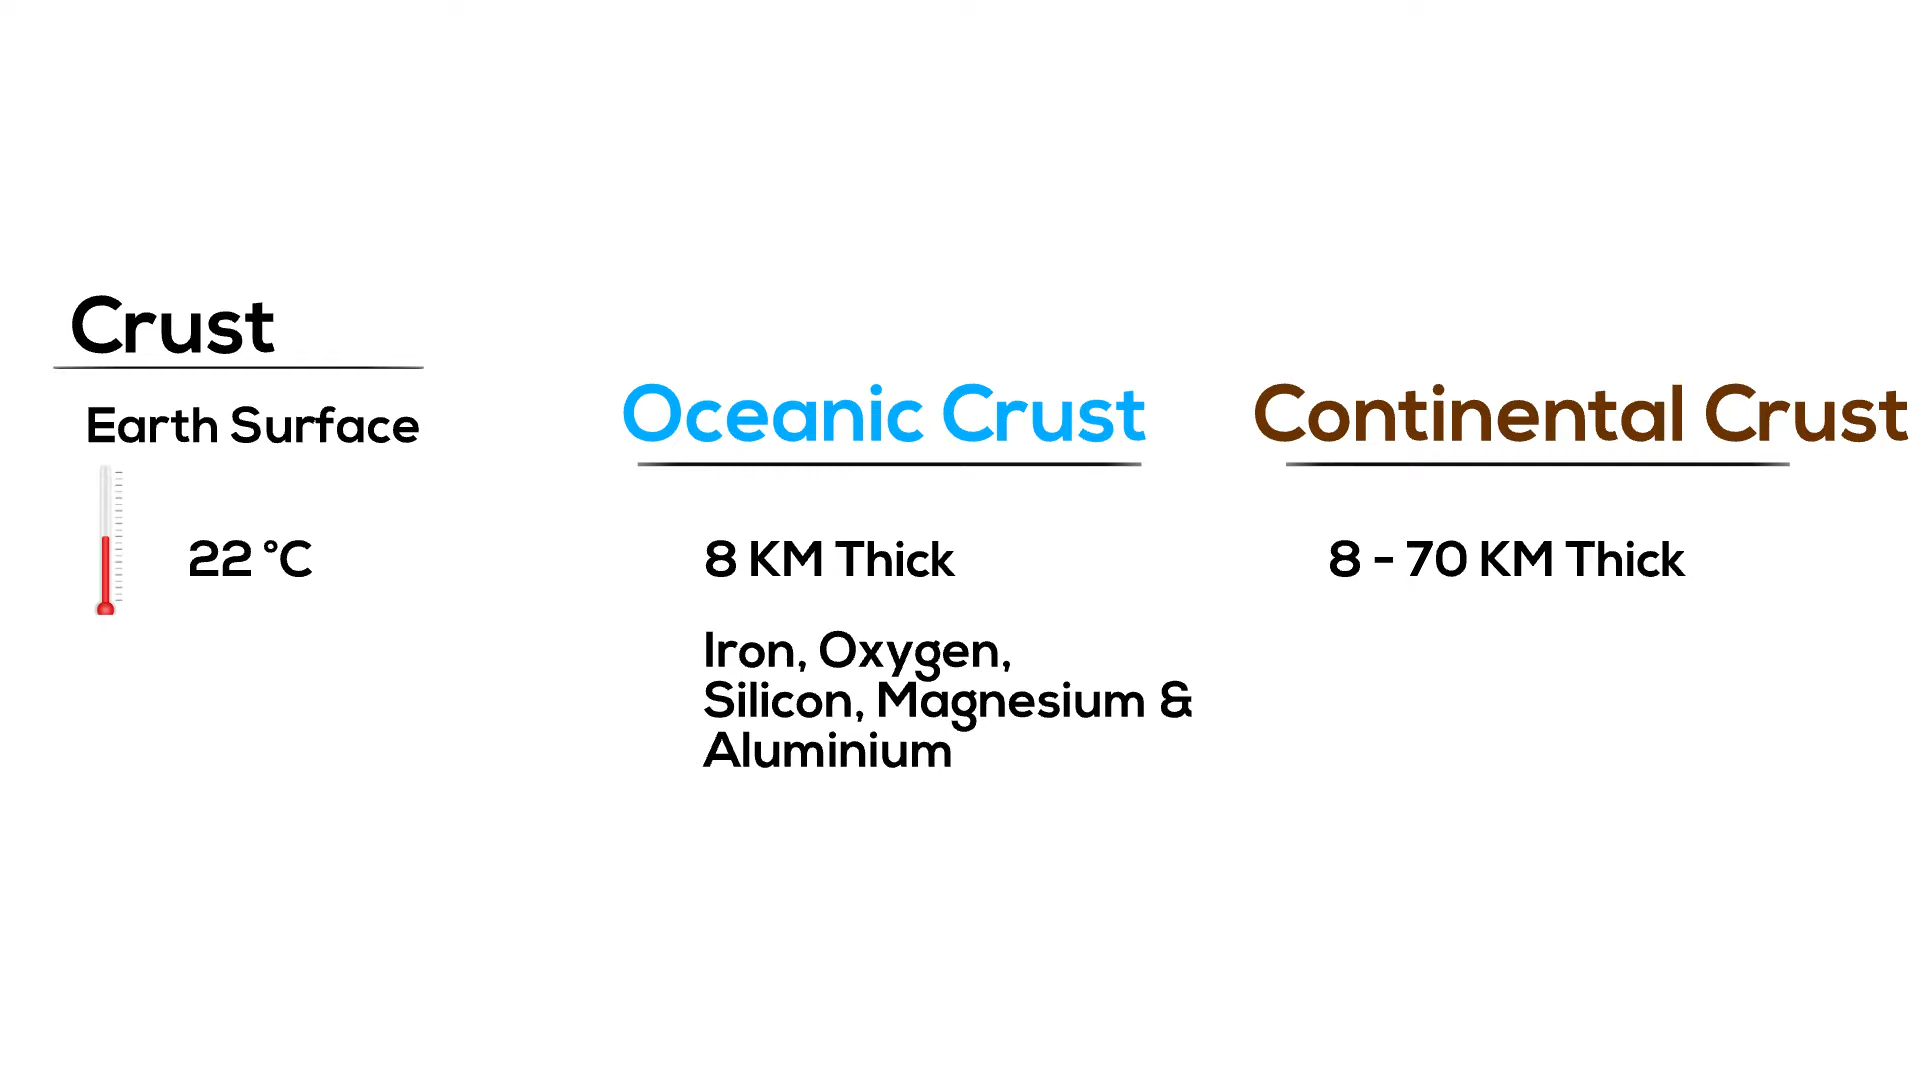 Crust
Earth Surface
22 °C
Oceanic Crust
8 KM Thick
Iron, Oxygen,
Silicon, Magnesium &
Aluminium
Continental Crust
8 - 70 KM Thick